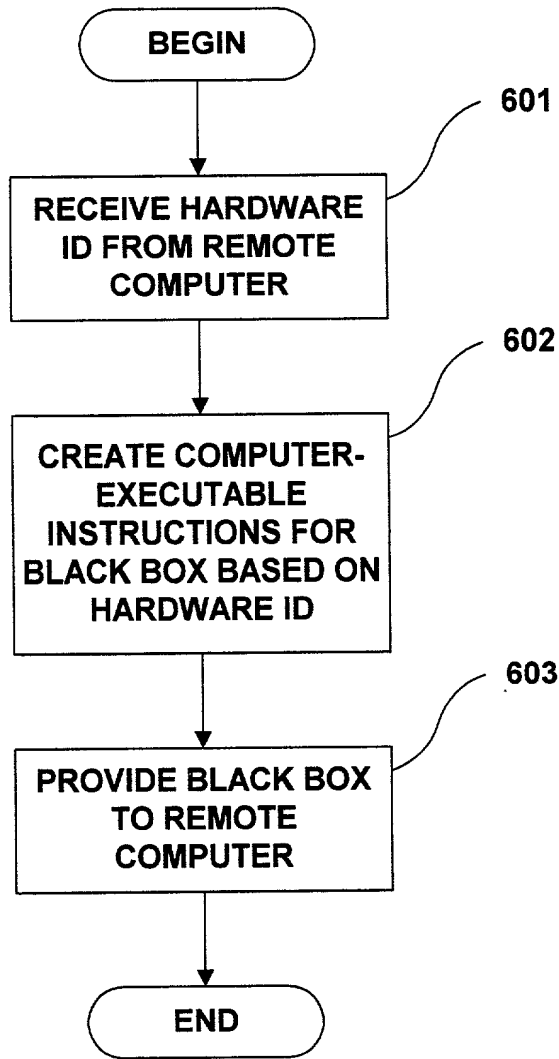 BEGIN
601
RECEIVE HARDWARE
ID FROM REMOTE
COMPUTER
602
CREATE COMPUTER-
EXECUTABLE
INSTRUCTIONS FOR
BLACK BOX BASED ON
HARDWARE ID
603
PROVIDE BLACK BOX
TO REMOTE
COMPUTER
END